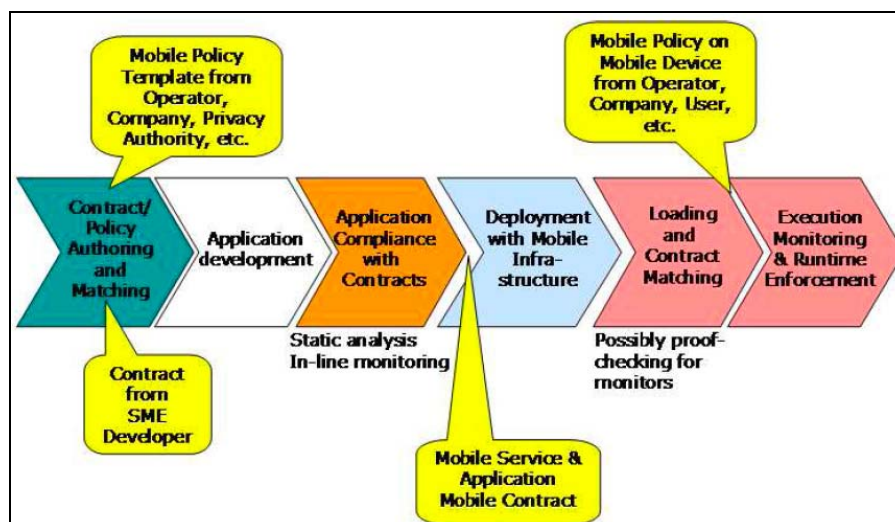 Mobile Policy
Template from
Operator,
Company, Privacy
Authority, etc.
Mobile Policy on
Mobile Device
from Operator,
Company, User,
etc.
Contract/
Policy
Authoring
and
Matching
Application
development
Application
Compliance
with
Contracts
Deployment
with Mobile
Infra-
structure
Loading
and
Contract
Matching
Execution
Monitoring
& Runtime
Enforcement
Static analysis
In-line monitoring
Possibly proof-
checking for
monitors
Contract
from
SME
Developer
Mobile Service &
Application
Mobile Contract